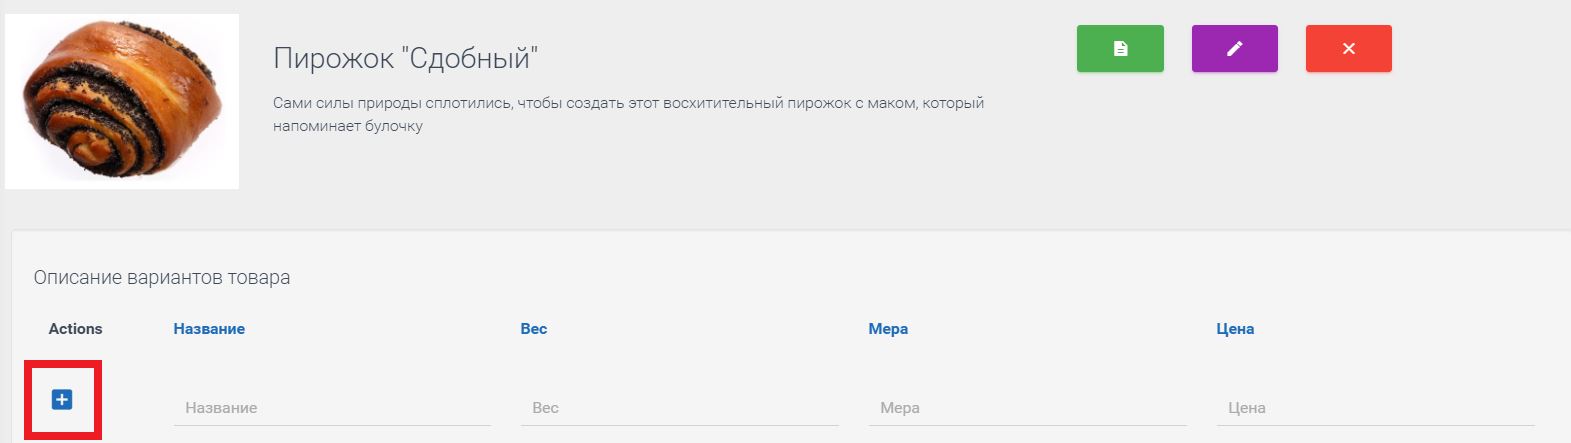 Пирожок "Сдобный"
Сами силы природы сплотились, чтобы создать этот восхитительный пирожок с маком, который
напоминает булочку
Описание вариантов товара
Actions Название Вес Мера Цена
Название Вес Мера Цена